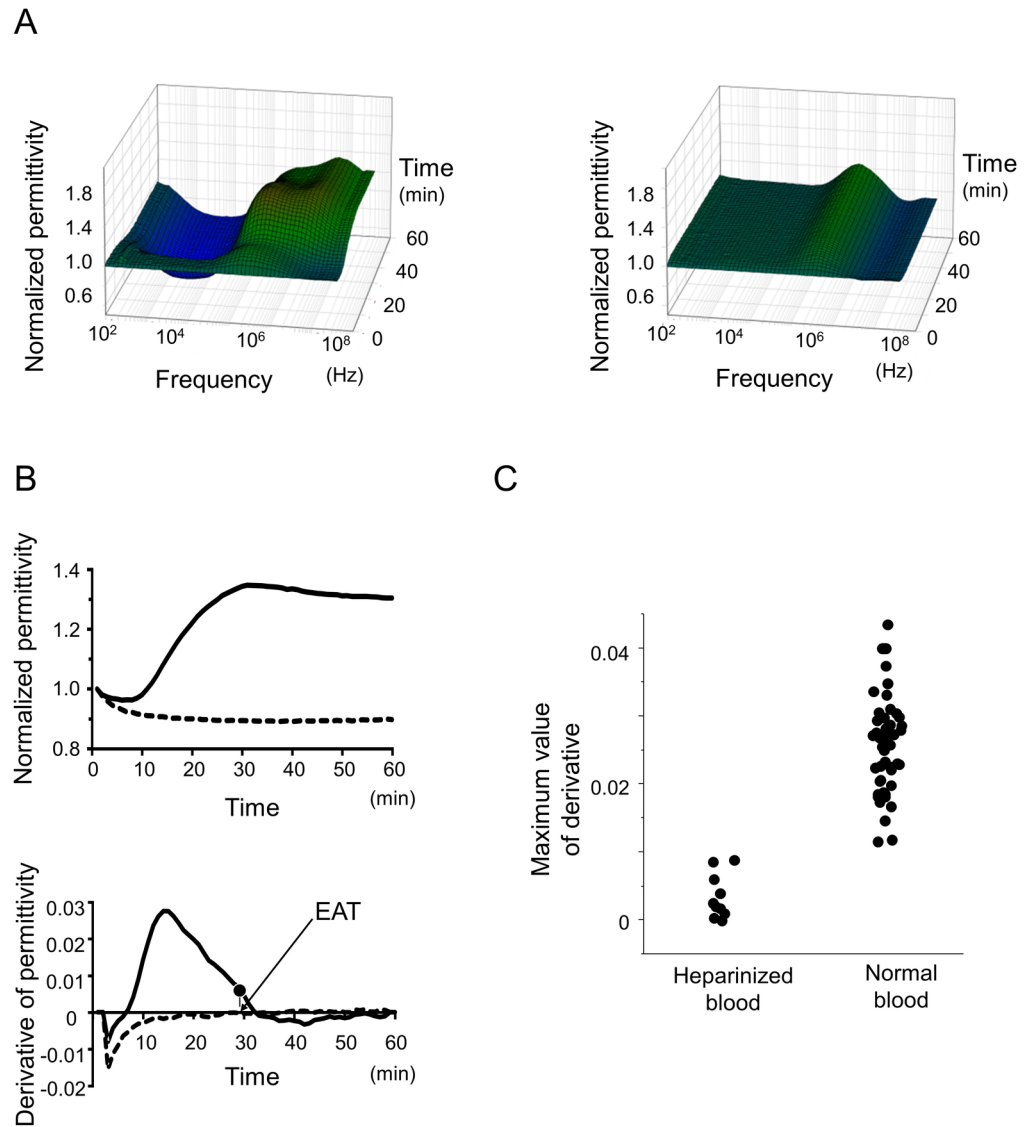 A
Normalized permittivity
1.8
1.4
1.0
0.6
10² 10⁴ 10⁶ 10⁸
Frequency
(Hz)
Time
(min)
60
40
20
0
Normalized permittivity
1.8
1.4
1.0
0.6
10² 10⁴ 10⁶ 10⁸
Frequency
(Hz)
Time
(min)
60
40
20
0
B
Normalized permittivity
1.4
1.2
1.0
0.8
0 10 20 30 40 50 60
Time
(min)
Derivative of permittivity
0.03
0.02
0.01
0
-0.01
-0.02
EAT
10 20 30 40 50 60
Time
(min)
C
Maximum value
of derivative
0.04
0.02
0
Heparinized
blood
Normal
blood